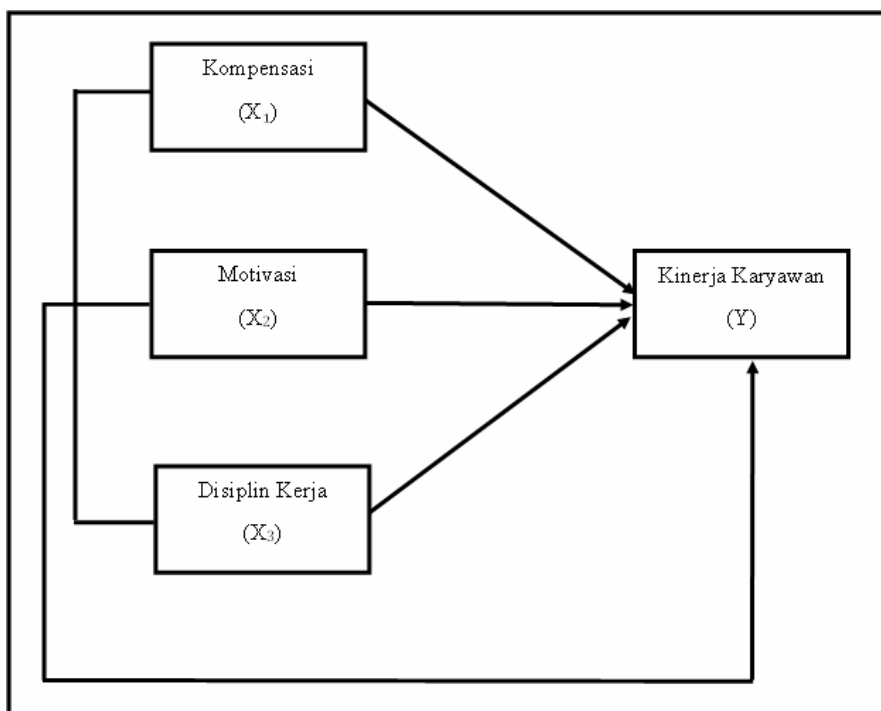 Kompensasi
(X₁)
Motivasi
(X₂)
Kinerja Karyawan
(Y)
Disiplin Kerja
(X₃)